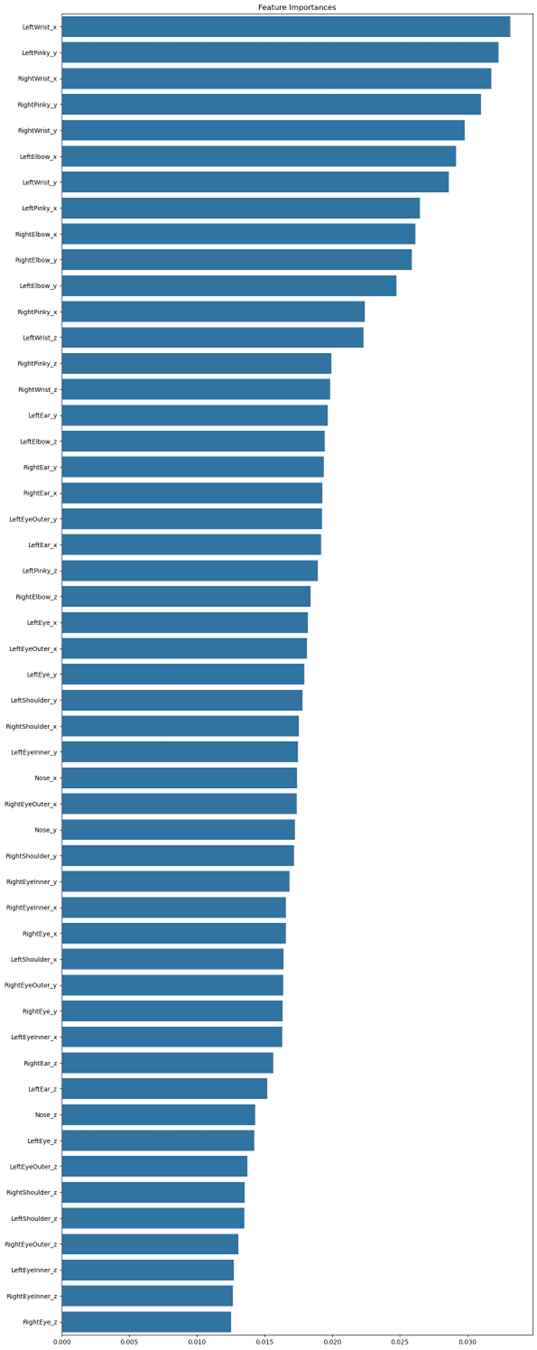 Feature Importances
LeftWrist_x
LeftPinky_y
RightWrist_x
RightPinky_y
RightWrist_y
LeftElbow_x
LeftWrist_y
LeftPinky_x
RightElbow_x
RightElbow_y
LeftElbow_y
RightPinky_x
LeftWrist_z
RightPinky_z
RightWrist_z
LeftEar_y
LeftElbow_z
RightEar_y
RightEar_x
LeftEyeOuter_y
LeftEar_x
LeftPinky_z
RightElbow_z
LeftEye_x
LeftEyeOuter_x
LeftEye_y
LeftShoulder_y
RightShoulder_x
LeftEyeInner_y
Nose_x
RightEyeOuter_x
Nose_y
RightShoulder_y
RightEyeInner_y
RightEyeInner_x
RightEye_x
LeftShoulder_x
RightEyeOuter_y
RightEye_y
LeftEyeInner_x
RightEar_z
LeftEar_z
Nose_z
LeftEye_z
LeftEyeOuter_z
RightShoulder_z
LeftShoulder_z
RightEyeOuter_z
LeftEyeInner_z
RightEyeInner_z
RightEye_z
0.000 0.005 0.010 0.015 0.020 0.025 0.030